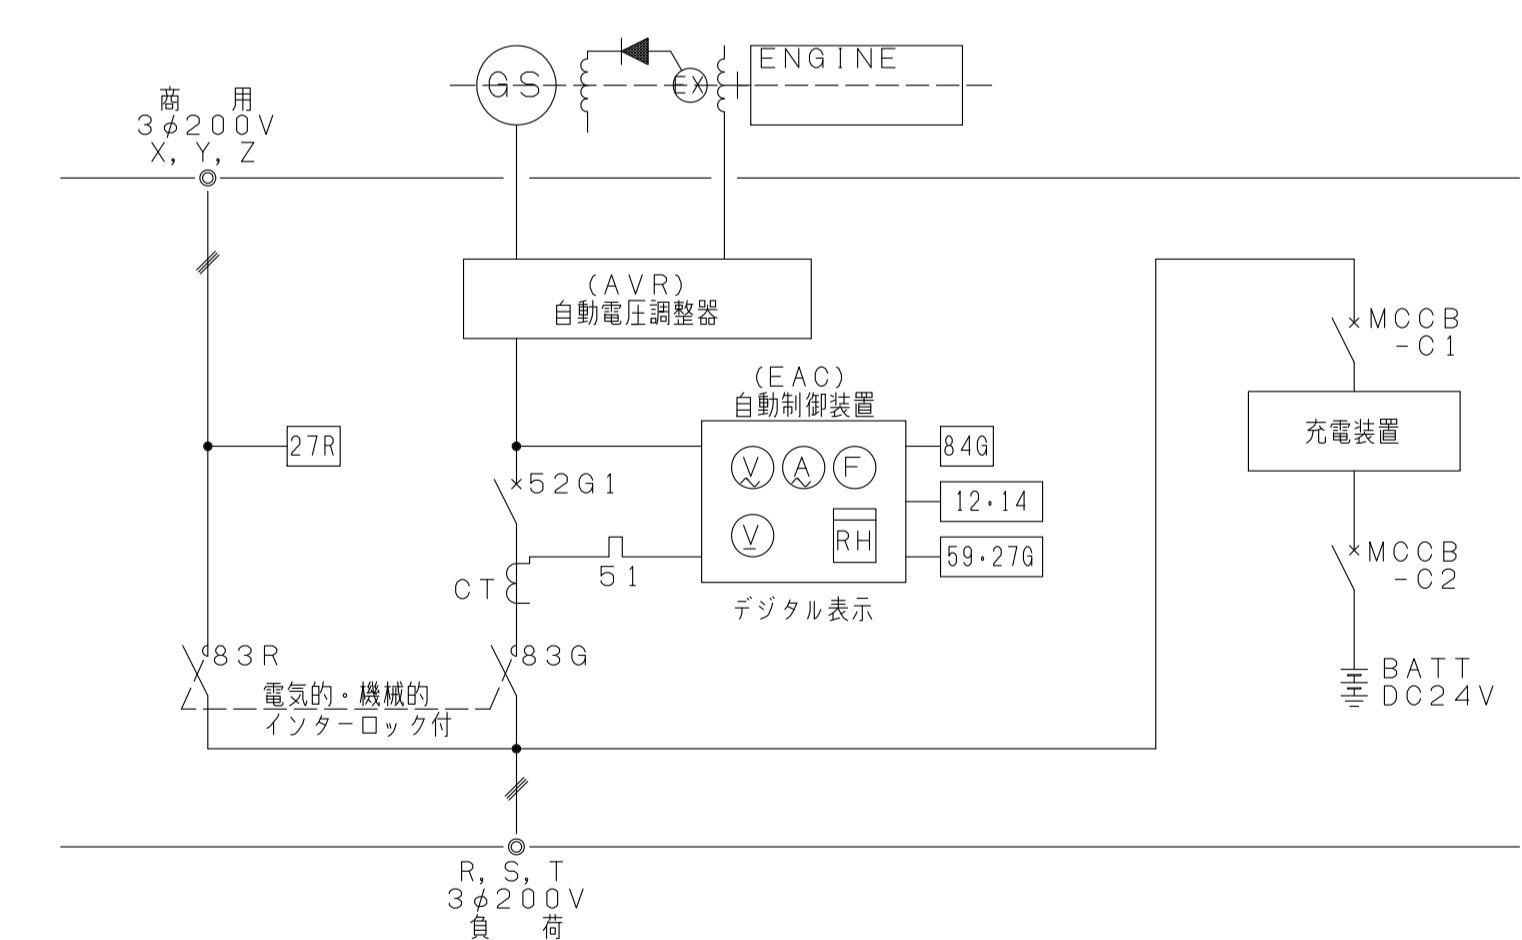 GS
EX
ENGINE
商 用
3φ200V
X, Y, Z
(AVR)
自動電圧調整器
MCCB
-C1
(EAC)
自動制御装置
27R
V
A
F
84G
充電装置
52G1
12・14
V
RH
51
59・27G
CT
デジタル表示
MCCB
-C2
83R
83G
電気的・機械的
インターロック付
BATT
DC24V
R, S, T
3φ200V
負 荷